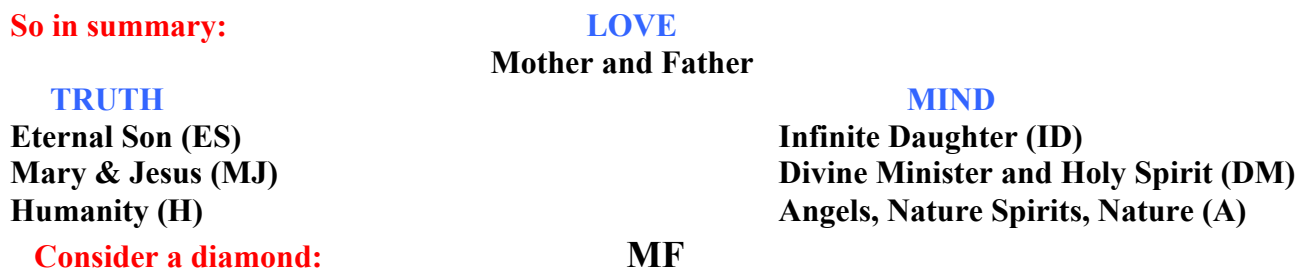 So in summary: LOVE
Mother and Father
TRUTH MIND
Eternal Son (ES) Infinite Daughter (ID)
Mary & Jesus (MJ) Divine Minister and Holy Spirit (DM)
Humanity (H) Angels, Nature Spirits, Nature (A)
Consider a diamond: MF